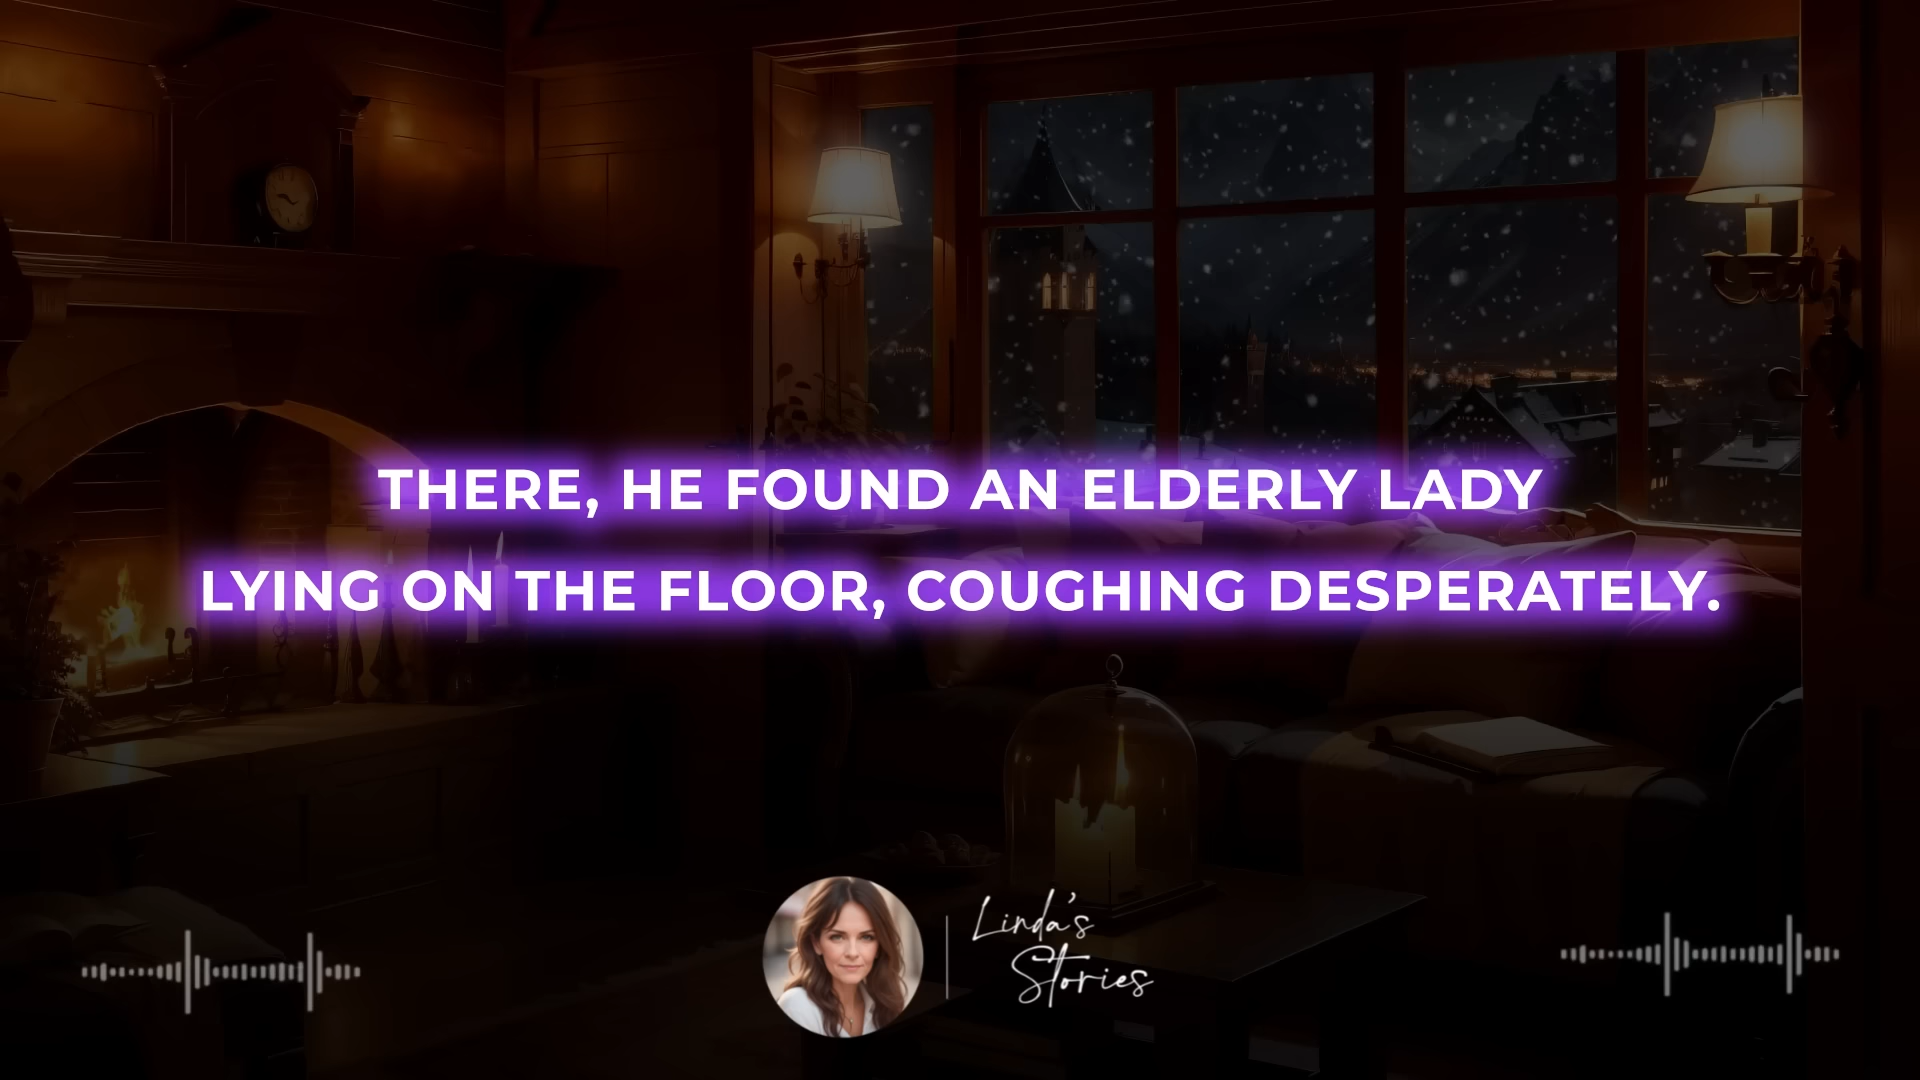 THERE, HE FOUND AN ELDERLY LADY
LYING ON THE FLOOR, COUGHING DESPERATELY.
Linda's
Stories